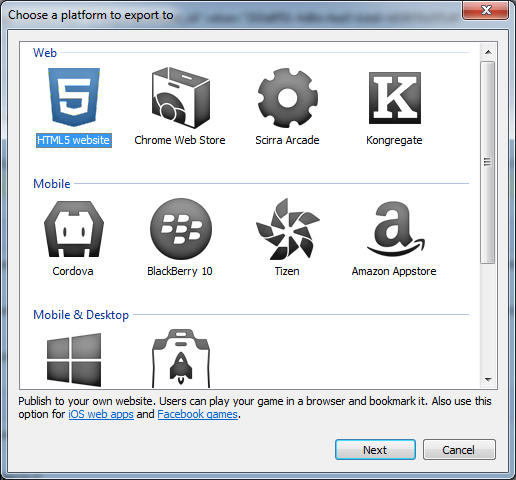 Choose a platform to export to
Web
HTML5 website
Chrome Web Store
Scirra Arcade
Kongregate
Mobile
Cordova
BlackBerry 10
Tizen
Amazon Appstore
Mobile & Desktop
Publish to your own website. Users can play your game in a browser and bookmark it. Also use this
option for iOS web apps and Facebook games.
Next
Cancel